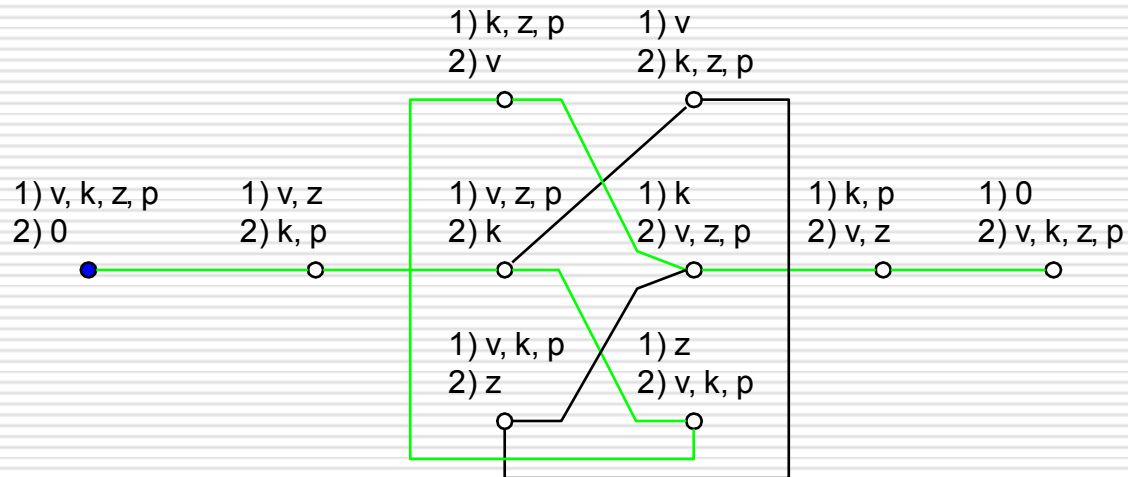 1) k, z, p
2) v
1) v
2) k, z, p
1) v, k, z, p
2) 0
1) v, z
2) k, p
1) v, z, p
2) k
1) k
2) v, z, p
1) k, p
2) v, z
1) 0
2) v, k, z, p
1) v, k, p
2) z
1) z
2) v, k, p